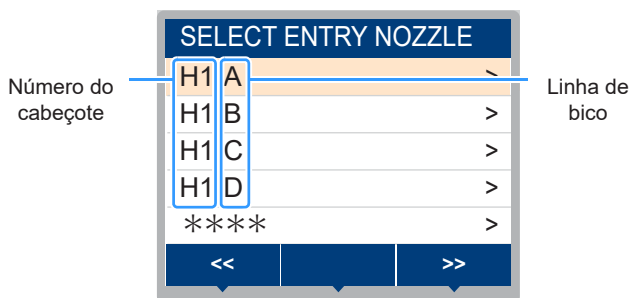 SELECT ENTRY NOZZLE
Número do
cabeçote
H1 A >
H1 B >
H1 C >
H1 D >
**** >
<< >>
Linha de
bico